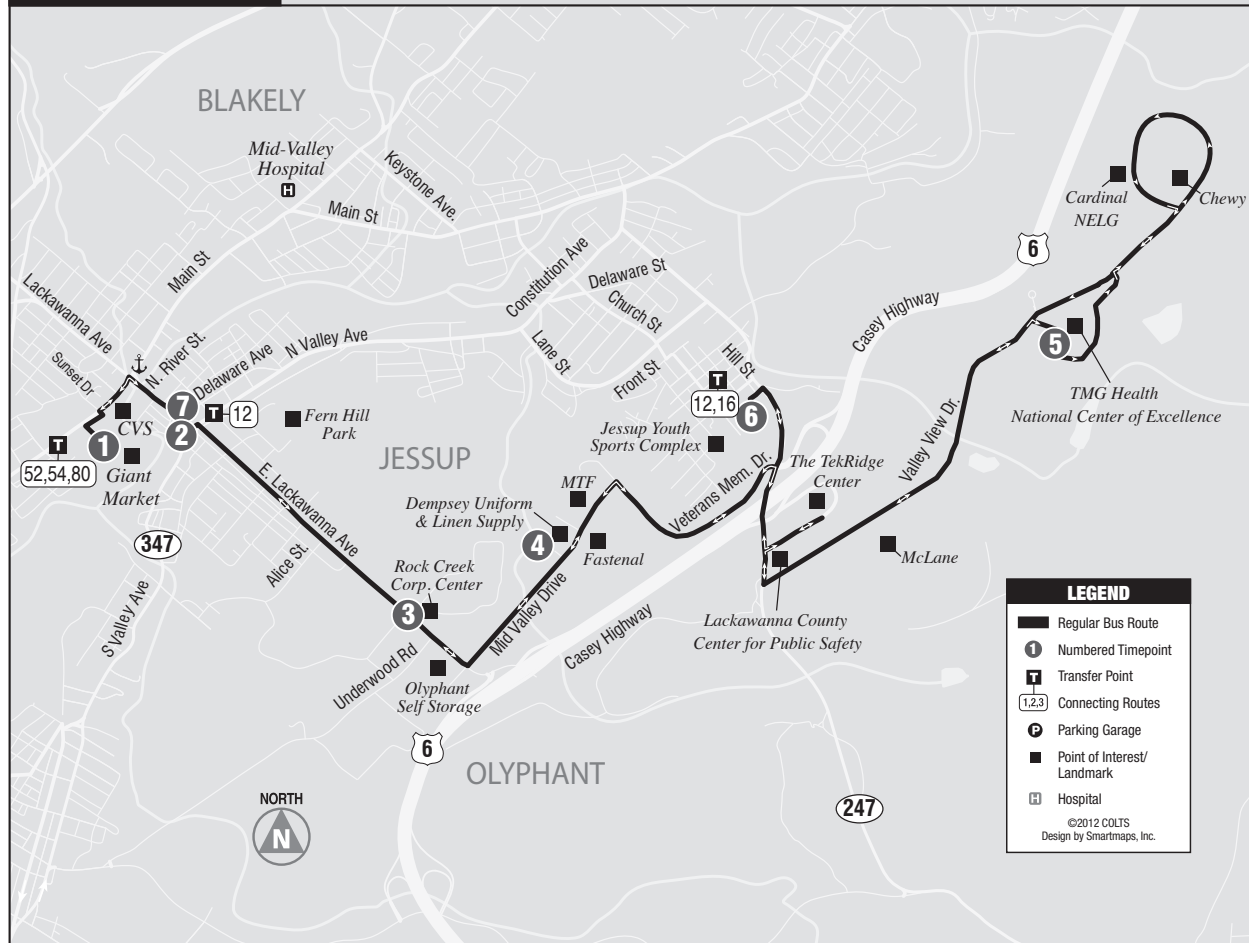 BLAKELY
Mid-Valley
Hospital
H
Keystone Ave.
Main St
Main St
Lackawanna Ave
Sunset Dr
N. River St.
Delaware Ave
N Valley Ave
Constitution Ave
Delaware St
Church St
Lane St
Front St
Hill St
Casey Highway
6
Cardinal
NELG
Chewy
5
TMG Health
National Center of Excellence
7
2
T
12
CVS
1
T
52,54,80
Giant
Market
Fern Hill
Park
JESSUP
T
12,16
6
Jessup Youth
Sports Complex
The TekRidge
Center
Veterans Mem. Dr.
Valley View Dr.
MTF
Dempsey Uniform
& Linen Supply
4
Fastenal
McLane
E. Lackawanna Ave
347
Alice St.
S Valley Ave
Rock Creek
Corp. Center
3
Mid Valley Drive
Casey Highway
Lackawanna County
Center for Public Safety
Underwood Rd
Olyphant
Self Storage
6
OLYPHANT
247
NORTH
N
LEGEND
Regular Bus Route
1 Numbered Timepoint
T Transfer Point
1,2,3 Connecting Routes
P Parking Garage
Point of Interest/
Landmark
H Hospital
©2012 COLTS
Design by Smartmaps, Inc.